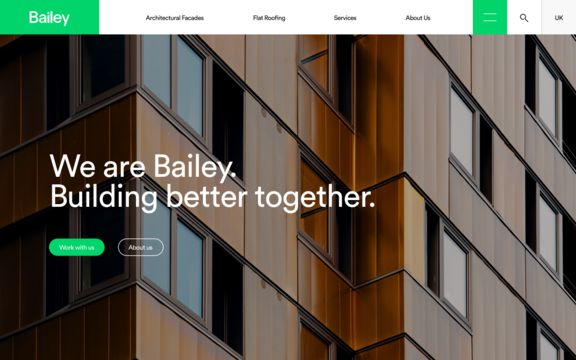 Bailey
Architectural Facades
Flat Roofing
Services
About Us
UK
We are Bailey.
Building better together.
Work with us
About us